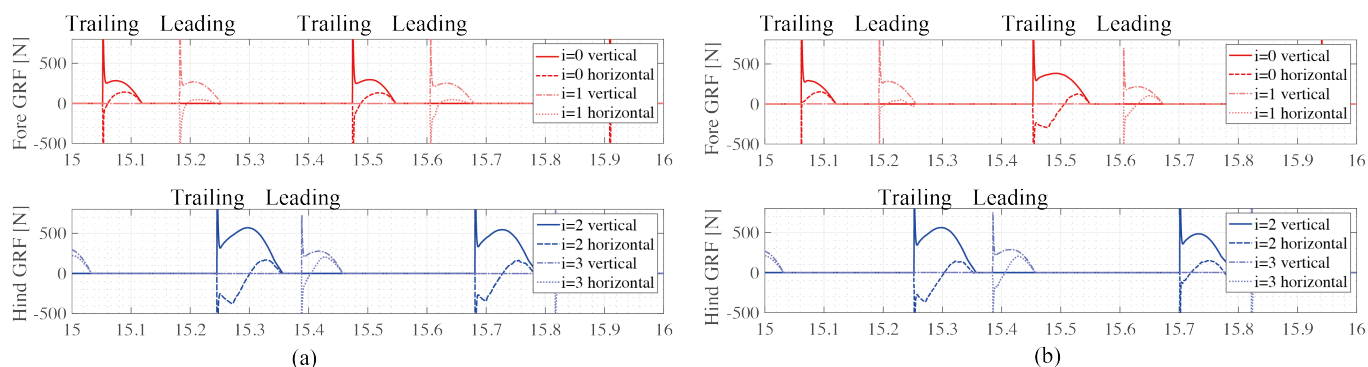 Trailing Leading Trailing Leading
Fore GRF [N]
500
0
-500
i=0 vertical
i=0 horizontal
i=1 vertical
i=1 horizontal
15 15.1 15.2 15.3 15.4 15.5 15.6 15.7 15.8 15.9 16
Trailing Leading
Hind GRF [N]
500
0
-500
i=2 vertical
i=2 horizontal
i=3 vertical
i=3 horizontal
15 15.1 15.2 15.3 15.4 15.5 15.6 15.7 15.8 15.9 16
(a)
Trailing Leading Trailing Leading
Fore GRF [N]
500
0
-500
i=0 vertical
i=0 horizontal
i=1 vertical
i=1 horizontal
15 15.1 15.2 15.3 15.4 15.5 15.6 15.7 15.8 15.9 16
Trailing Leading
Hind GRF [N]
500
0
-500
i=2 vertical
i=2 horizontal
i=3 vertical
i=3 horizontal
15 15.1 15.2 15.3 15.4 15.5 15.6 15.7 15.8 15.9 16
(b)